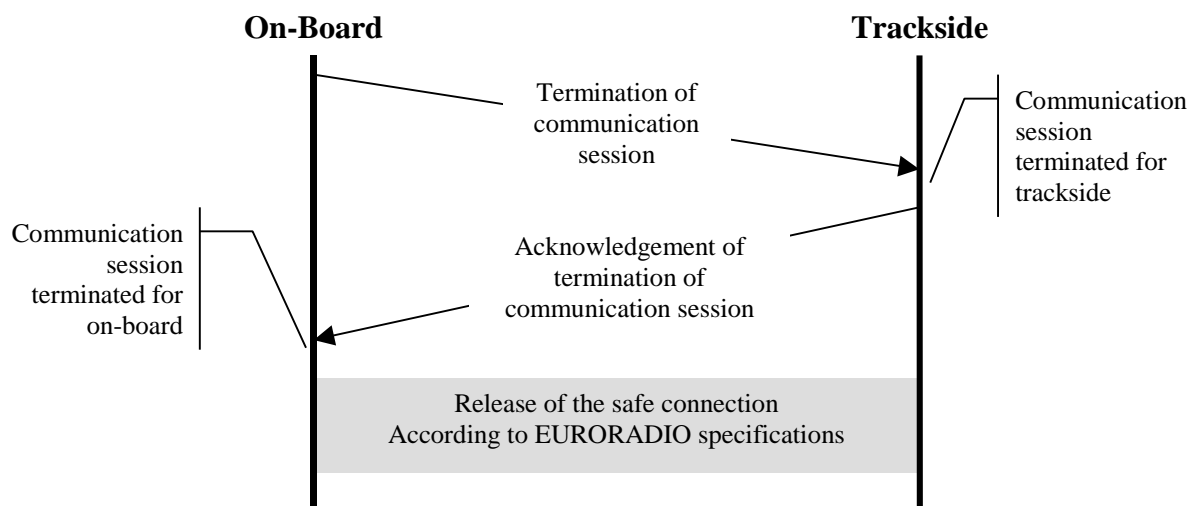 On-Board
Trackside
Termination of
communication
session
Communication
session
terminated for
trackside
Communication
session
terminated for
on-board
Acknowledgement of
termination of
communication session
Release of the safe connection
According to EURORADIO specifications